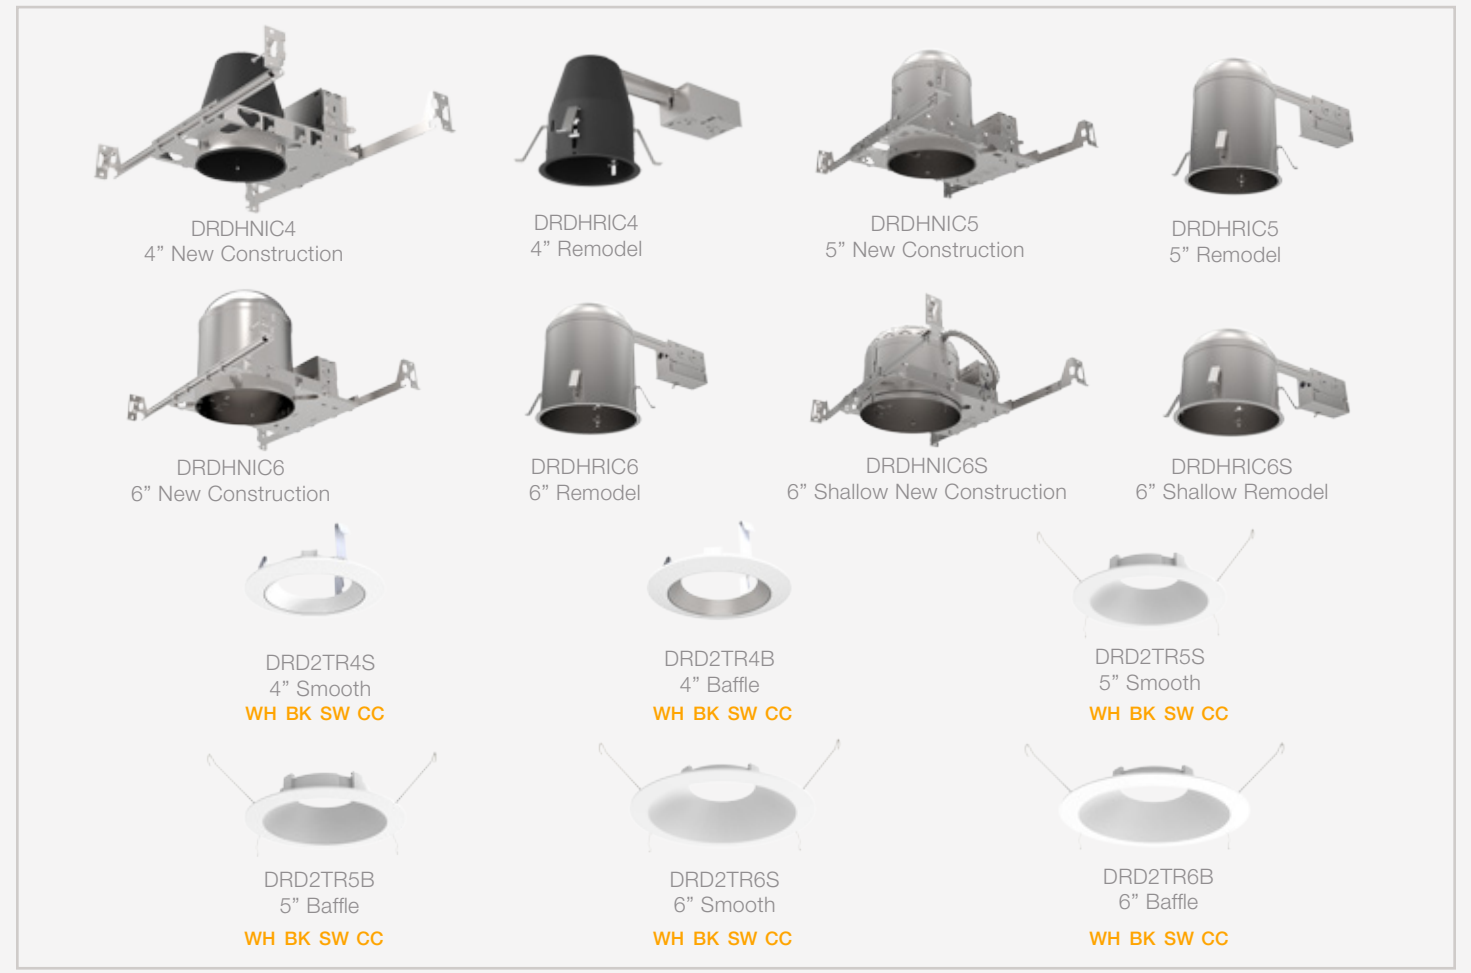 DRDHNIC4
4” New Construction
DRDHRIC4
4” Remodel
DRDHNIC5
5” New Construction
DRDHRIC5
5” Remodel
DRDHNIC6
6” New Construction
DRDHRIC6
6” Remodel
DRDHNIC6S
6” Shallow New Construction
DRDHRIC6S
6” Shallow Remodel
DRD2TR4S
4” Smooth
WH BK SW CC
DRD2TR4B
4” Baffle
WH BK SW CC
DRD2TR5S
5” Smooth
WH BK SW CC
DRD2TR5B
5” Baffle
WH BK SW CC
DRD2TR6S
6” Smooth
WH BK SW CC
DRD2TR6B
6” Baffle
WH BK SW CC